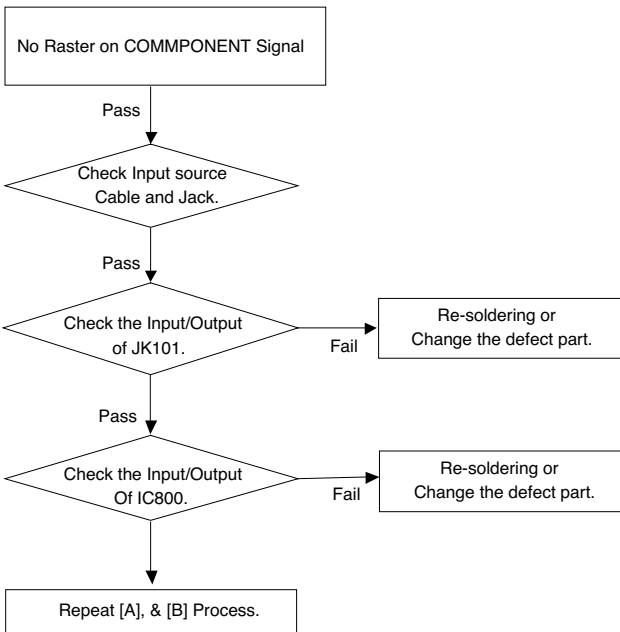 No Raster on COMMPONENT Signal
Pass
Check Input source
Cable and Jack.
Pass
Check the Input/Output
of JK101.
Fail
Re-soldering or
Change the defect part.
Pass
Check the Input/Output
Of IC800.
Fail
Re-soldering or
Change the defect part.
Repeat [A], & [B] Process.